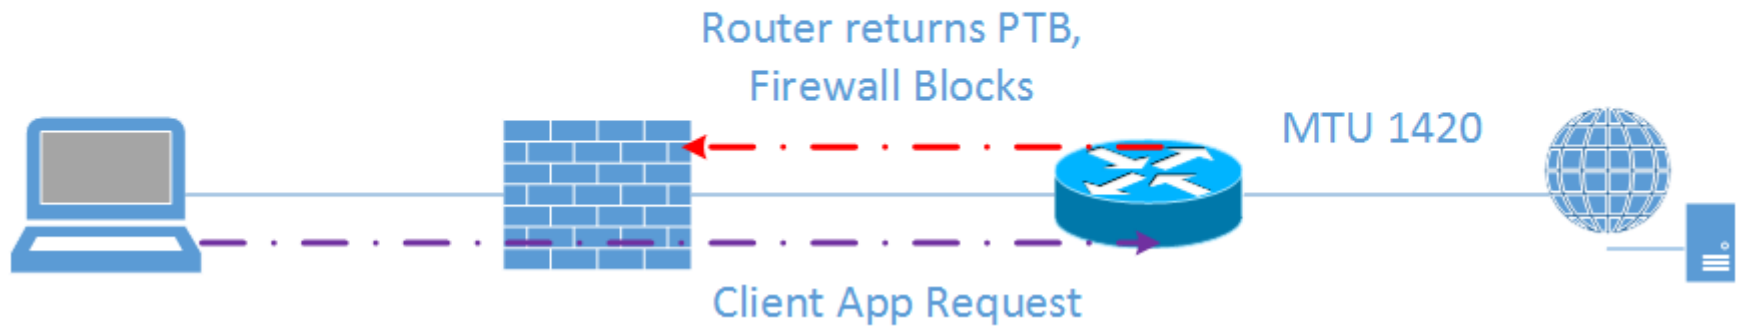 Router returns PTB,
Firewall Blocks
MTU 1420
Client App Request